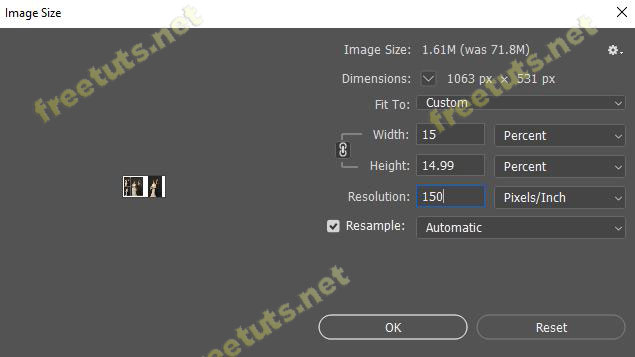 Image Size
Image Size: 1.61M (was 71.8M)
Dimensions: 1063 px × 531 px
Fit To: Custom
Width: 15 Percent
Height: 14.99 Percent
Resolution: 150 Pixels/Inch
Resample: Automatic
OK Reset
freetuts.net
freetuts.net
freetuts.net
freetuts.net